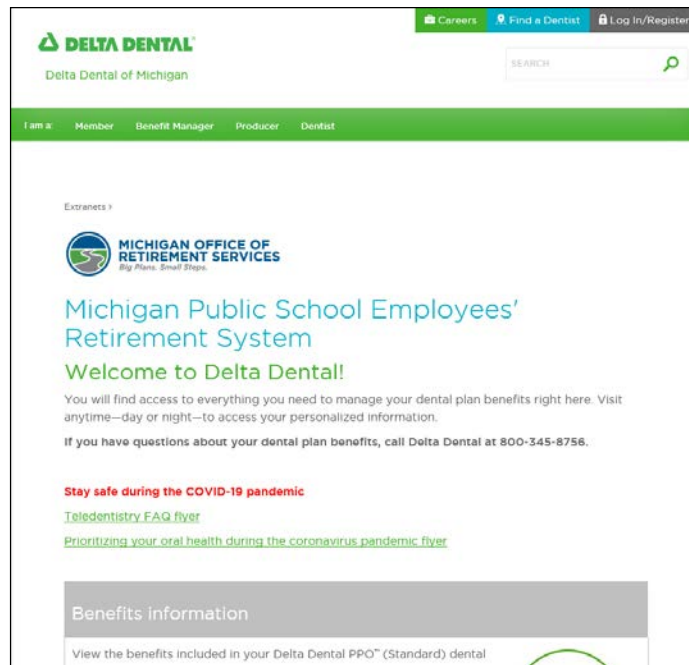 Careers Find a Dentist Log In/Register
DELTA DENTAL®
Delta Dental of Michigan
SEARCH
I am a: Member Benefit Manager Producer Dentist
Extranets >
MICHIGAN OFFICE OF
RETIREMENT SERVICES
Big Plans. Small Steps.
Michigan Public School Employees'
Retirement System
Welcome to Delta Dental!
You will find access to everything you need to manage your dental plan benefits right here. Visit
anytime—day or night—to access your personalized information.
If you have questions about your dental plan benefits, call Delta Dental at 800-345-8756.
Stay safe during the COVID-19 pandemic
Teledentistry FAQ flyer
Prioritizing your oral health during the coronavirus pandemic flyer
Benefits information
View the benefits included in your Delta Dental PPO™ (Standard) dental